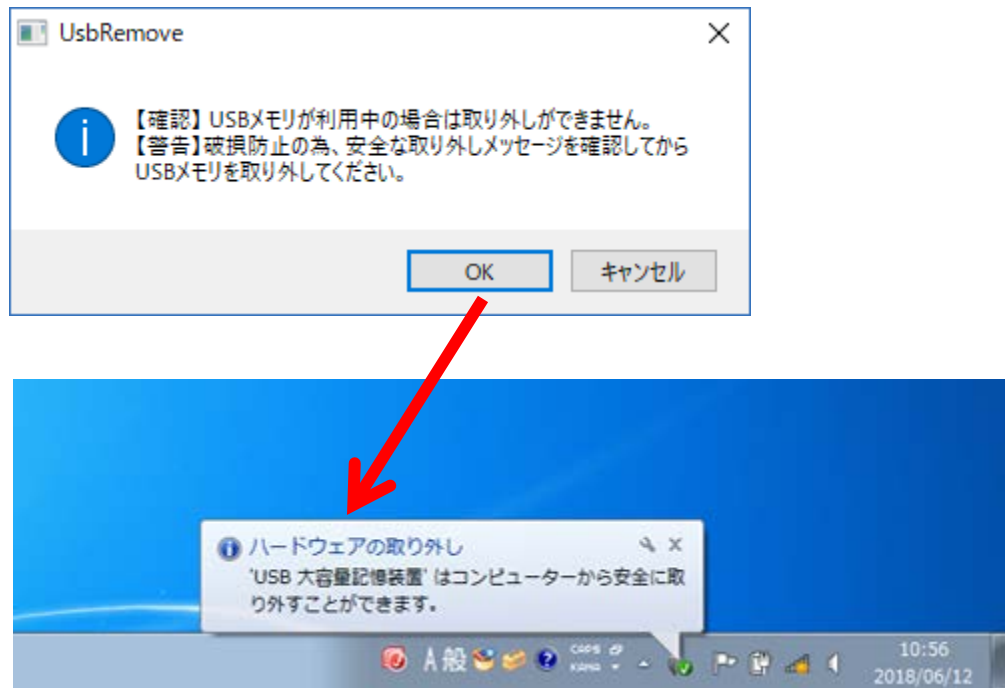 UsbRemove
【確認】 USBメモリが利用中の場合は取り外しができません。
【警告】破損防止の為、安全な取り外しメッセージを確認してから
USBメモリを取り外してください。
OK キャンセル
ハードウェアの取り外し
'USB 大容量記憶装置' はコンピューターから安全に取
り外すことができます。
A 般 CAPS
KANA
10:56
2018/06/12